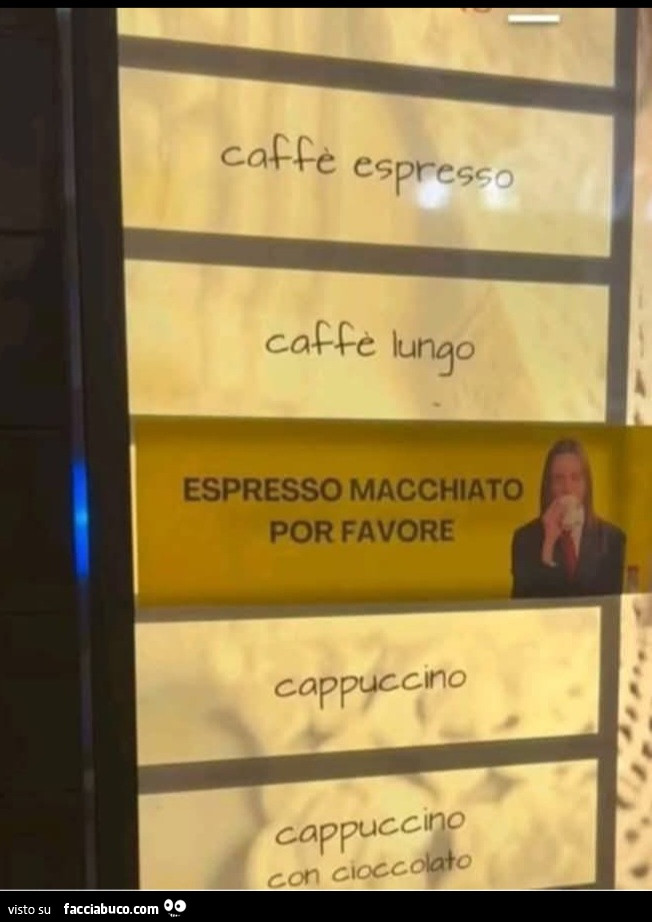 caffè espresso
caffè lungo
ESPRESSO MACCHIATO
POR FAVORE
cappuccino
cappuccino
con cioccolato
visto su facciabuco.com